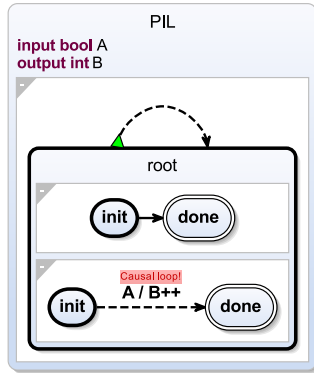 PIL
input bool A
output int B
root
init done
Causal loop!
A / B++
init done